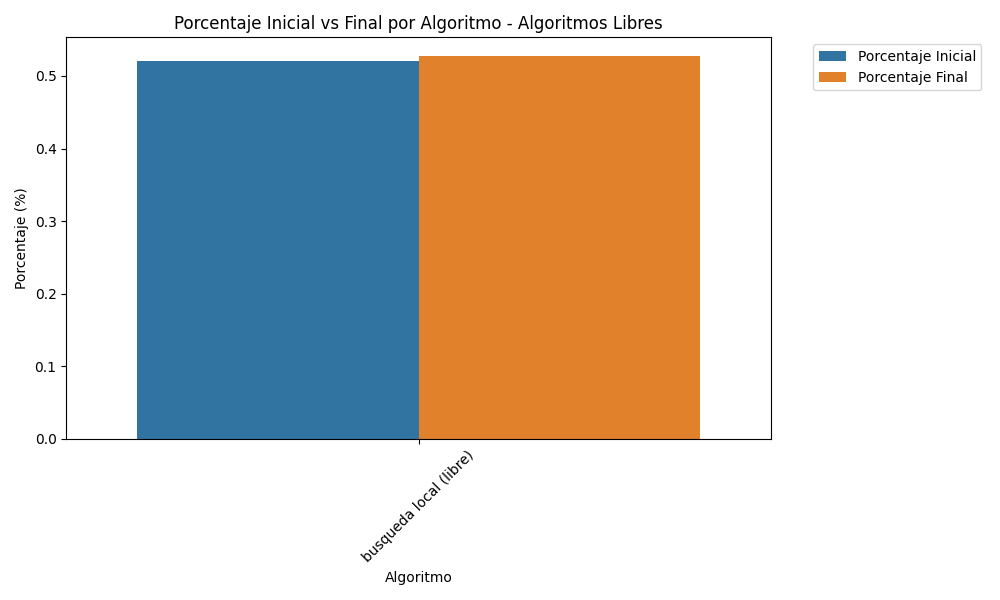 Porcentaje Inicial vs Final por Algoritmo - Algoritmos Libres
Porcentaje Inicial
Porcentaje Final
Porcentaje (%)
0.5
0.4
0.3
0.2
0.1
0.0
busqueda local (libre)
Algoritmo